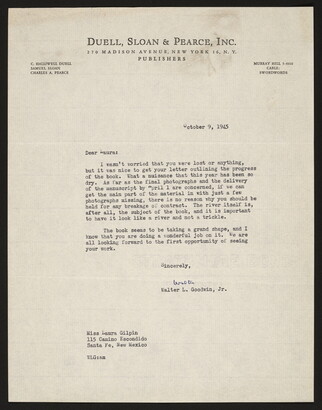 DUELL, SLOAN & PEARCE, INC.
270 MADISON AVENUE, NEW YORK 16, N. Y.
PUBLISHERS
C. HALLIWELL DUELL
SAMUEL SLOAN
CHARLES A. PEARCE
MURRAY HILL
CABLE:
SWORDWORDS
October 9, 1945
Dear Laura:
I wasn't worried that you were lost or anything,
but it was nice to get your letter outlining the progress
of the book. What a nuisance that this year has been so
dry. As far as the final photographs and the delivery
of the manuscript by April 1 are concerned, if we can
get the main part of the material in with just a few
photographs missing, there is no reason why you should be
held for any breakage of contract. The river itself is,
after all, the subject of the book, and it is important
to have it look like a river and not a trickle.
The book seems to be taking a grand shape, and I
know that you are doing a wonderful job on it. We are
all looking forward to the first opportunity of seeing
your work.
Sincerely,
Walter L. Goodwin, Jr.
Miss Laura Gilpin
115 Camino Escondido
Santa Fe, New Mexico